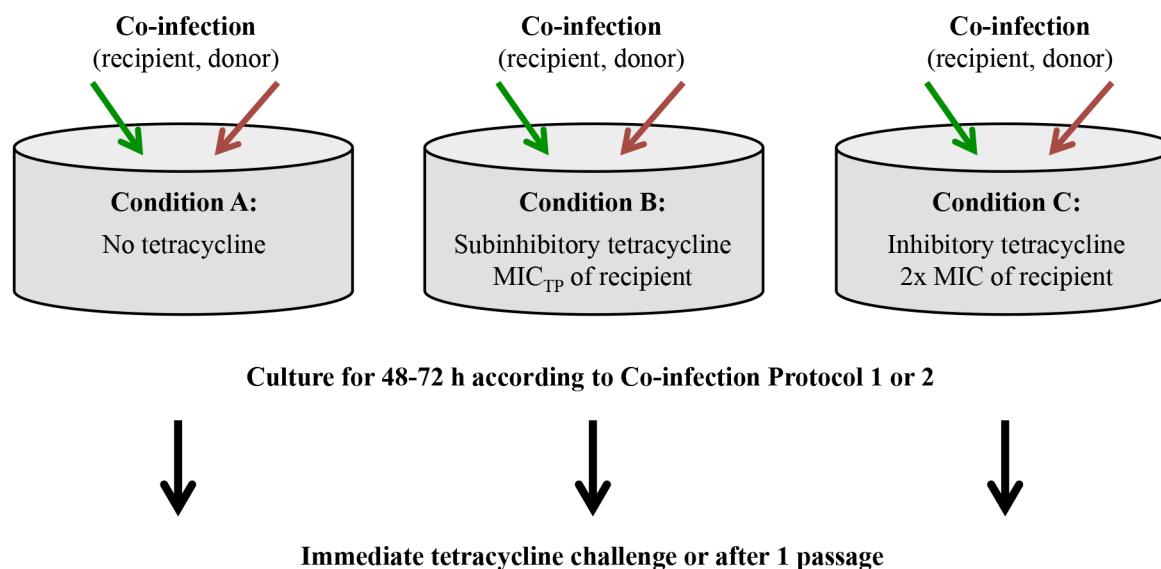 Co-infection
(recipient, donor)
Co-infection
(recipient, donor)
Co-infection
(recipient, donor)
Condition A:
No tetracycline
Condition B:
Subinhibitory tetracycline
MIC_TP of recipient
Condition C:
Inhibitory tetracycline
2x MIC of recipient
Culture for 48-72 h according to Co-infection Protocol 1 or 2
Immediate tetracycline challenge or after 1 passage